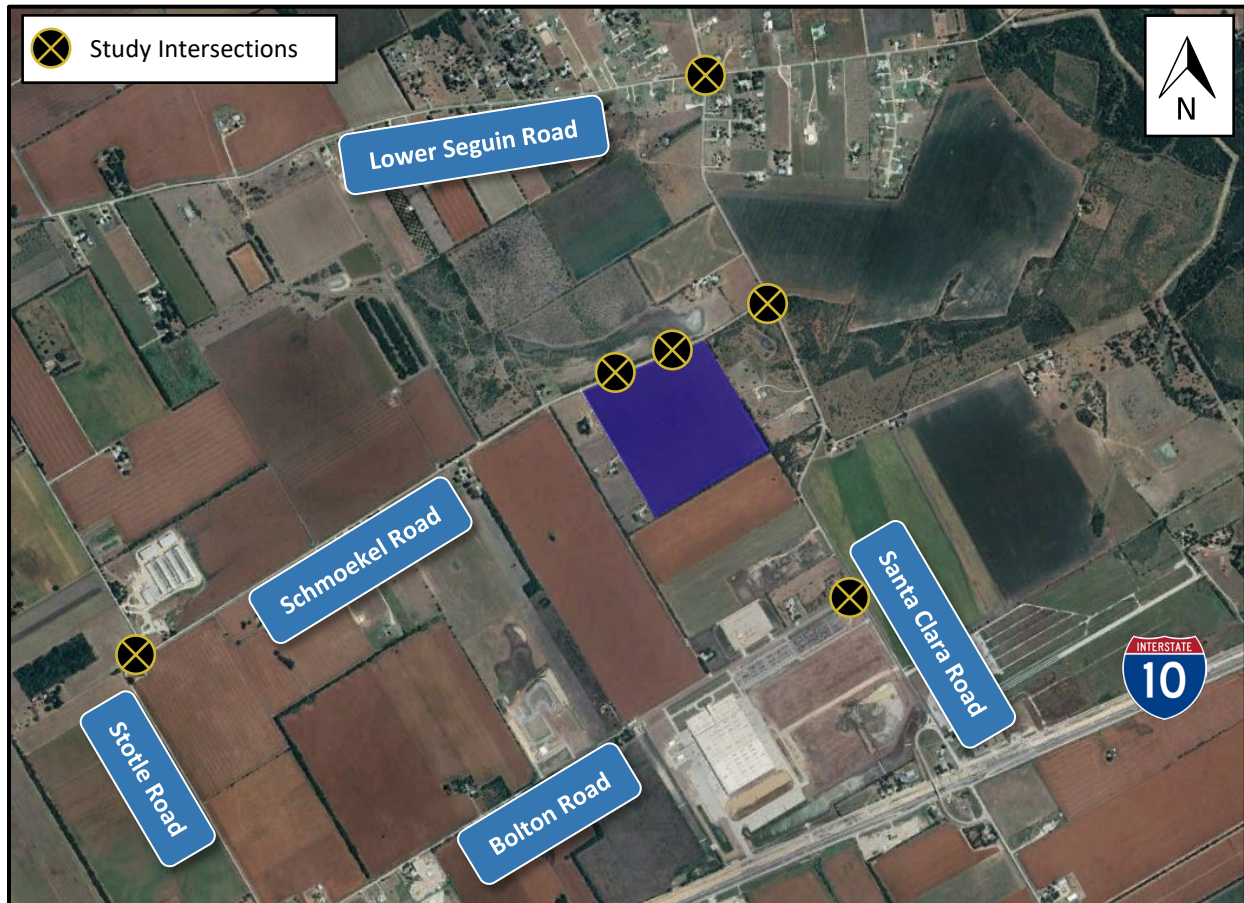 Study Intersections
N
Lower Seguin Road
Schmoekel Road
Santa Clara Road
INTERSTATE
10
Stotle Road
Bolton Road